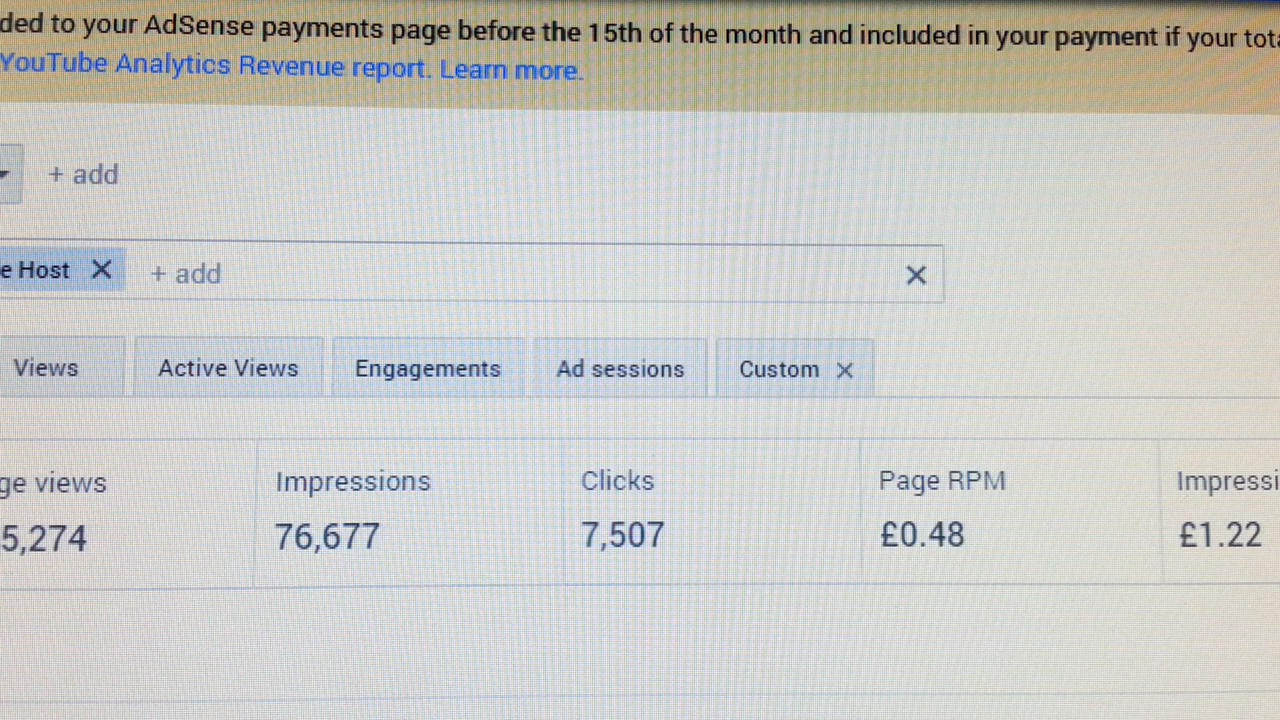 ded to your AdSense payments page before the 15th of the month and included in your payment if your tota
YouTube Analytics Revenue report. Learn more.
+ add
e Host × + add ×
Views Active Views Engagements Ad sessions Custom ×
ge views Impressions Clicks Page RPM Impressi
5,274 76,677 7,507 £0.48 £1.22